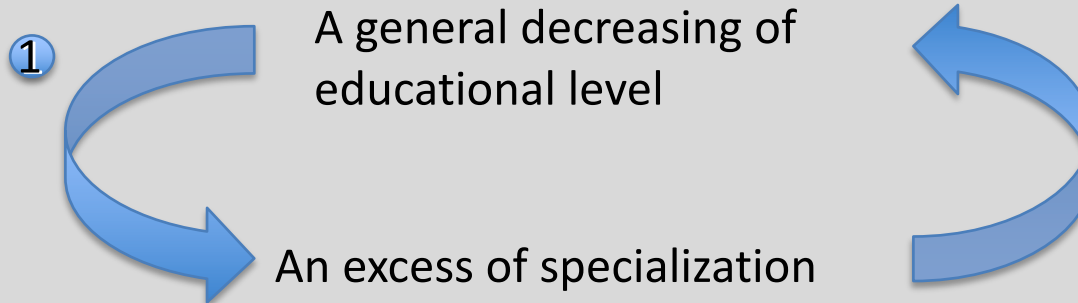 1
A general decreasing of
educational level
An excess of specialization